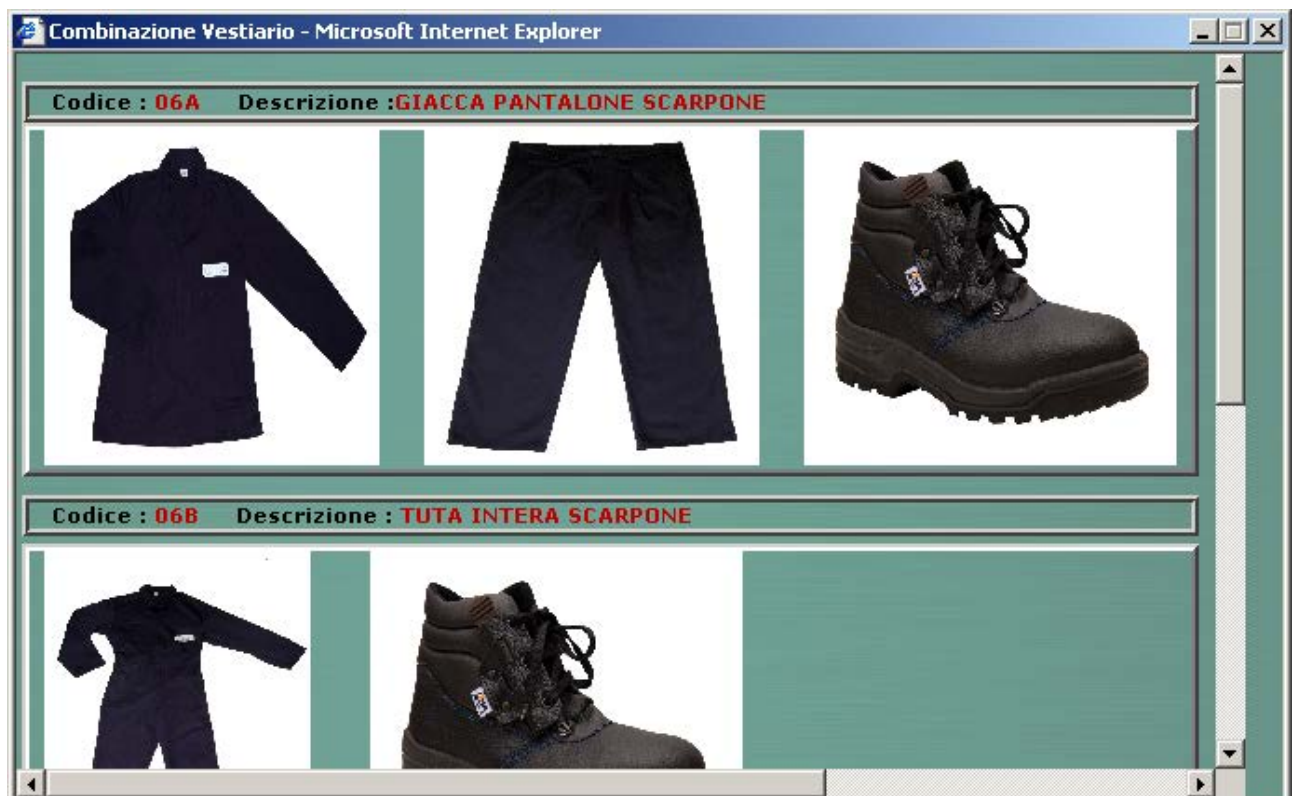 Combinazione Vestiario - Microsoft Internet Explorer
Codice : 06A Descrizione :GIACCA PANTALONE SCARPONE
Codice : 06B Descrizione : TUTA INTERA SCARPONE